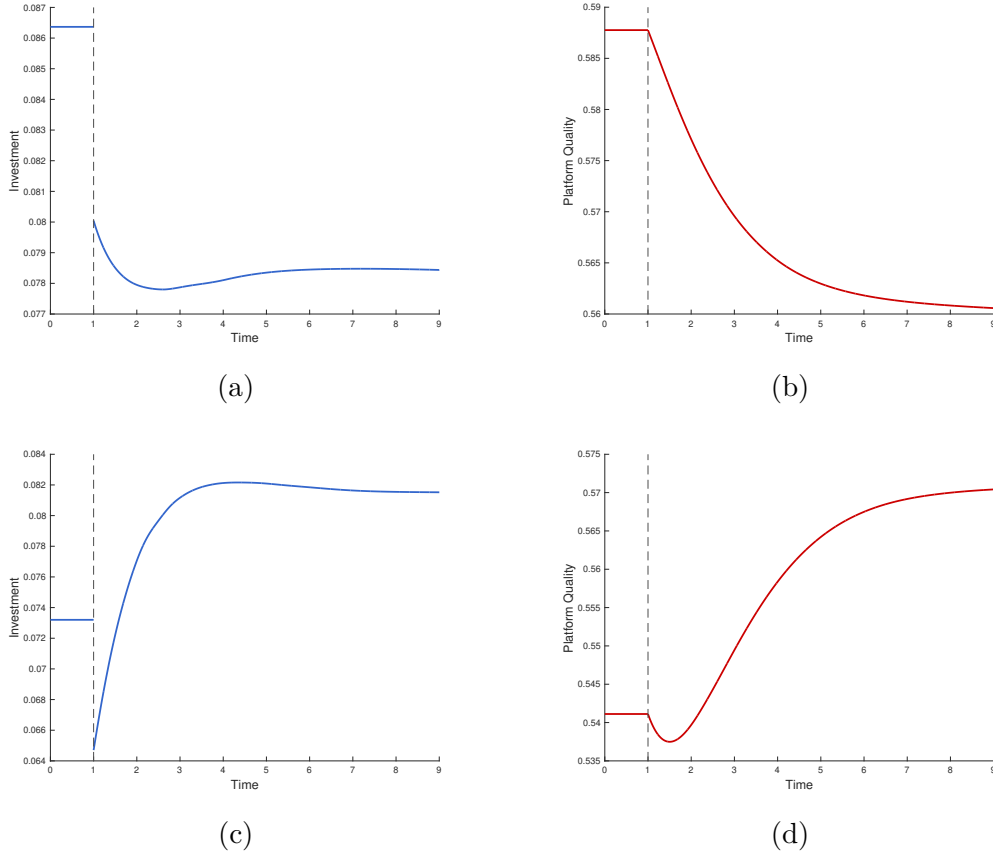 0.087
0.086
0.085
0.084
0.083
0.082
0.081
0.08
0.079
0.078
0.077
Investment
0 1 2 3 4 5 6 7 8 9
Time
(a)
0.59
0.585
0.58
0.575
0.57
0.565
0.56
Platform Quality
0 1 2 3 4 5 6 7 8 9
Time
(b)
0.084
0.082
0.08
0.078
0.076
0.074
0.072
0.07
0.068
0.066
0.064
Investment
0 1 2 3 4 5 6 7 8 9
Time
(c)
0.575
0.57
0.565
0.56
0.555
0.55
0.545
0.54
0.535
Platform Quality
0 1 2 3 4 5 6 7 8 9
Time
(d)